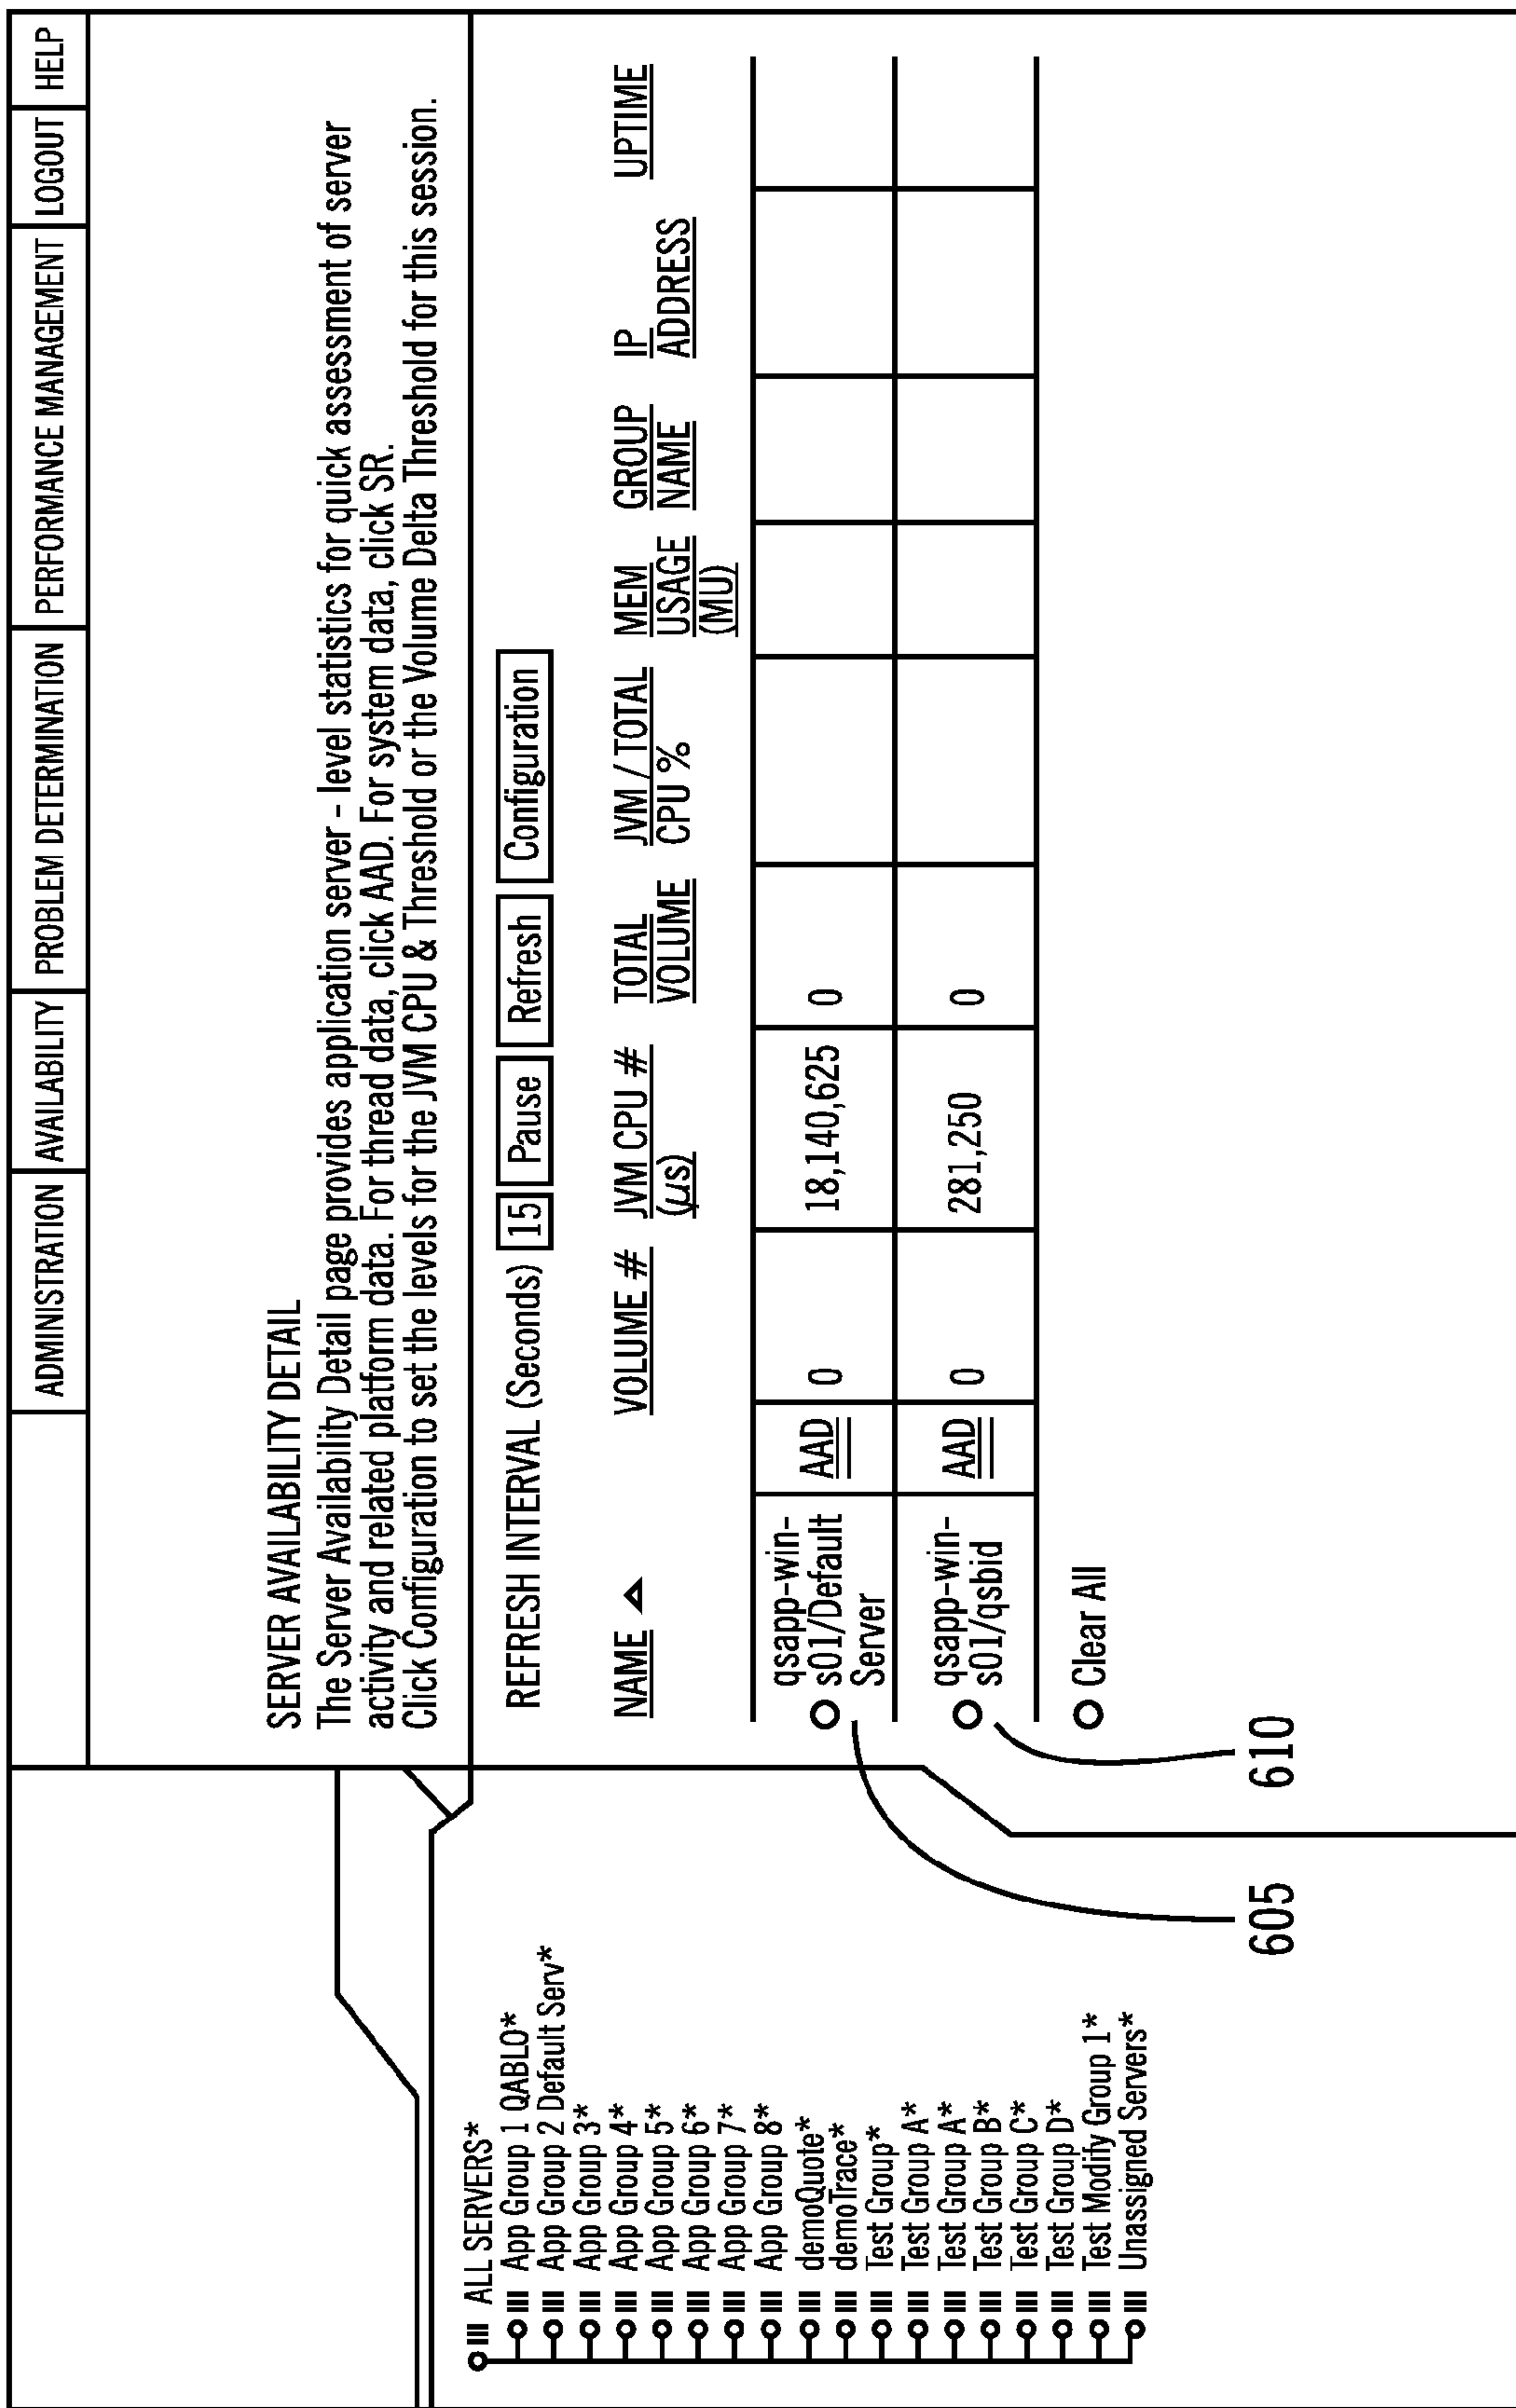 ADMINISTRATION AVAILABILITY PROBLEM DETERMINATION PERFORMANCE MANAGEMENT LOGOUT HELP
SERVER AVAILABILITY DETAIL
The Server Availability Detail page provides application server - level statistics for quick assessment of server
activity and related platform data. For thread data, click AAD. For system data, click SR.
Click Configuration to set the levels for the JVM CPU & Threshold or the Volume Delta Threshold for this session.
REFRESH INTERVAL (Seconds) 15 Pause Refresh Configuration
NAME VOLUME # JVM CPU # TOTAL JVM / TOTAL MEM GROUP IP UPTIME
(µs) VOLUME CPU % USAGE NAME ADDRESS
(MU)
qsapp-win-
s01/Default AAD 0 18,140,625 0
Server
qsapp-win-
s01/qsbid AAD 0 281,250 0
Clear All
ALL SERVERS*
App Group 1 QABLO*
App Group 2 Default Serv*
App Group 3*
App Group 4*
App Group 5*
App Group 6*
App Group 7*
App Group 8*
demoQuote*
demoTrace*
Test Group*
Test Group A*
Test Group A*
Test Group B*
Test Group C*
Test Group D*
Test Modify Group 1*
Unassigned Servers*
605
610